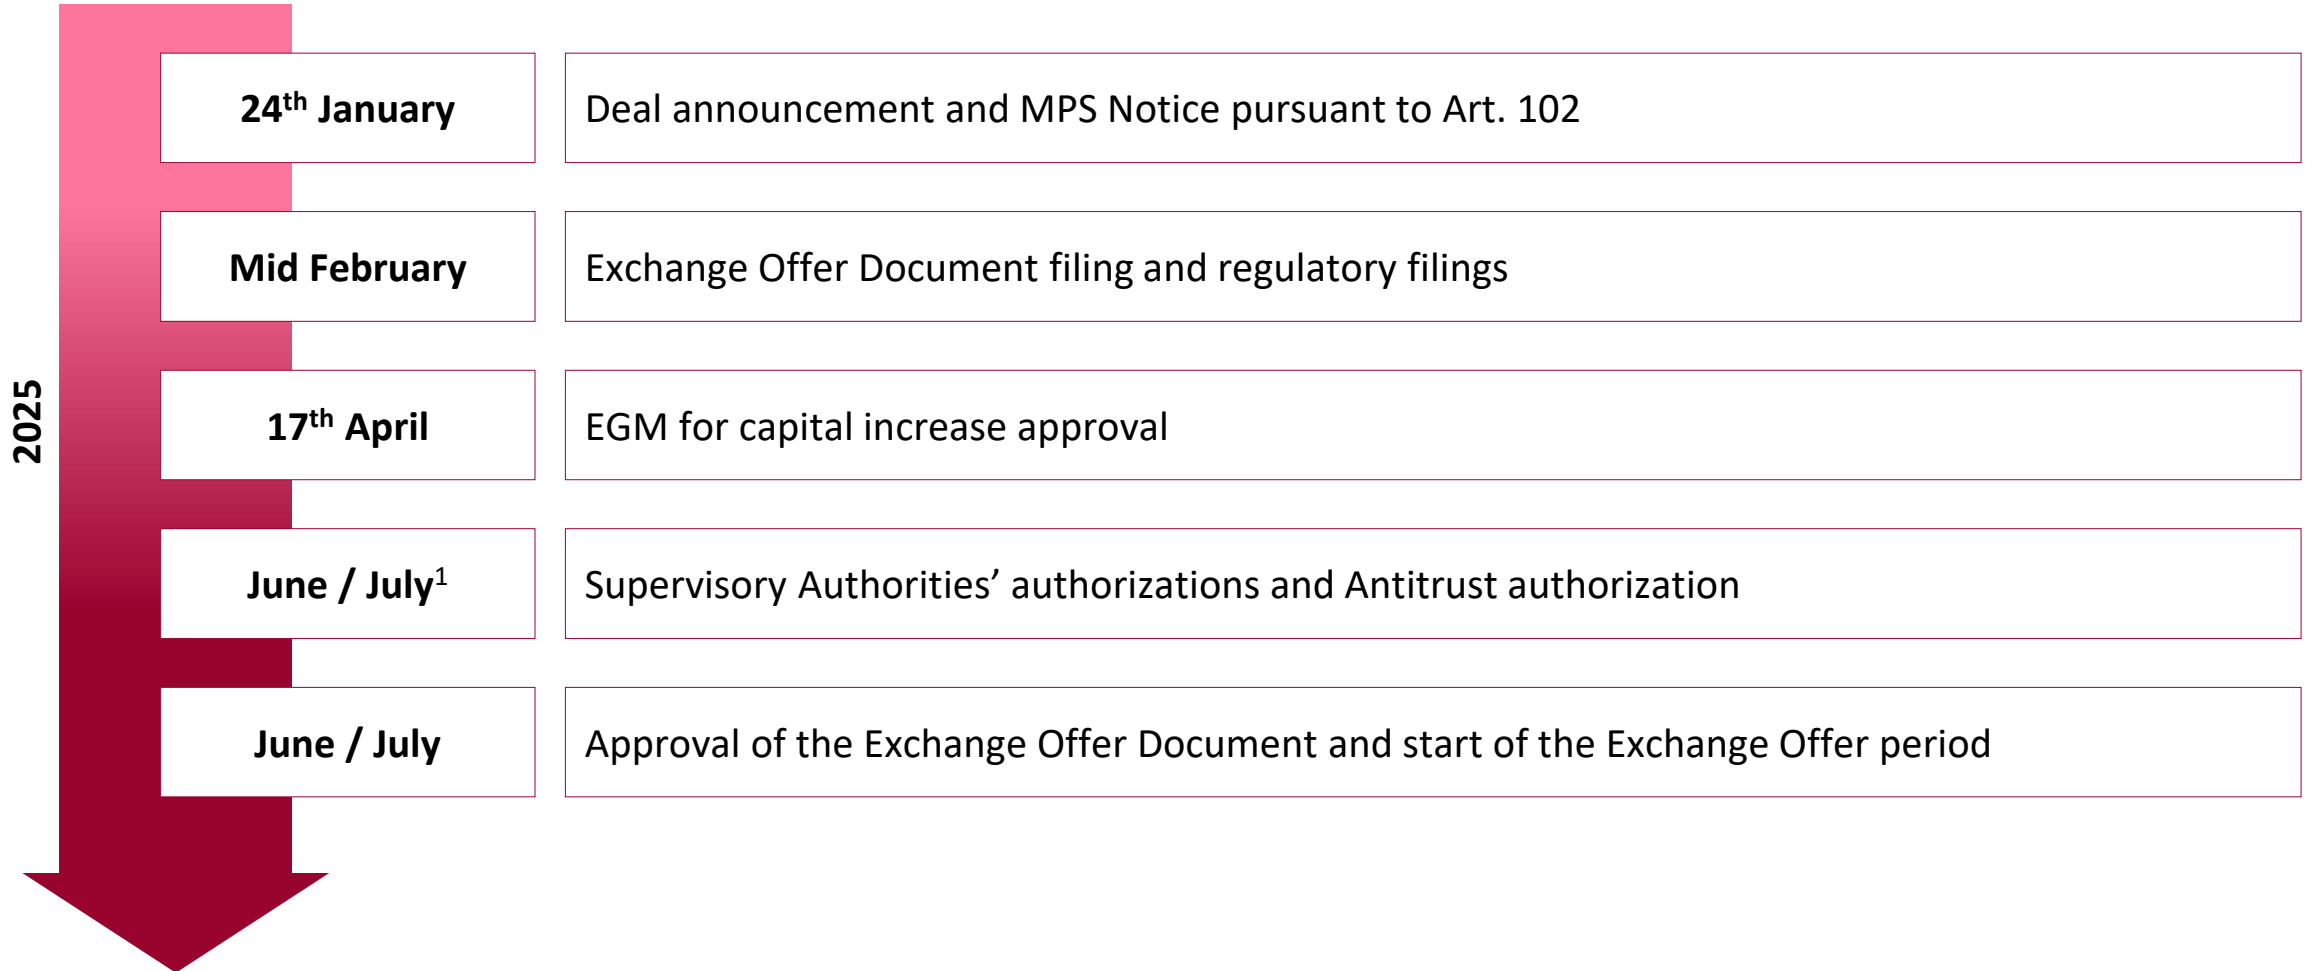 2025
24th January
Deal announcement and MPS Notice pursuant to Art. 102
Mid February
Exchange Offer Document filing and regulatory filings
17th April
EGM for capital increase approval
June / July1
Supervisory Authorities’ authorizations and Antitrust authorization
June / July
Approval of the Exchange Offer Document and start of the Exchange Offer period